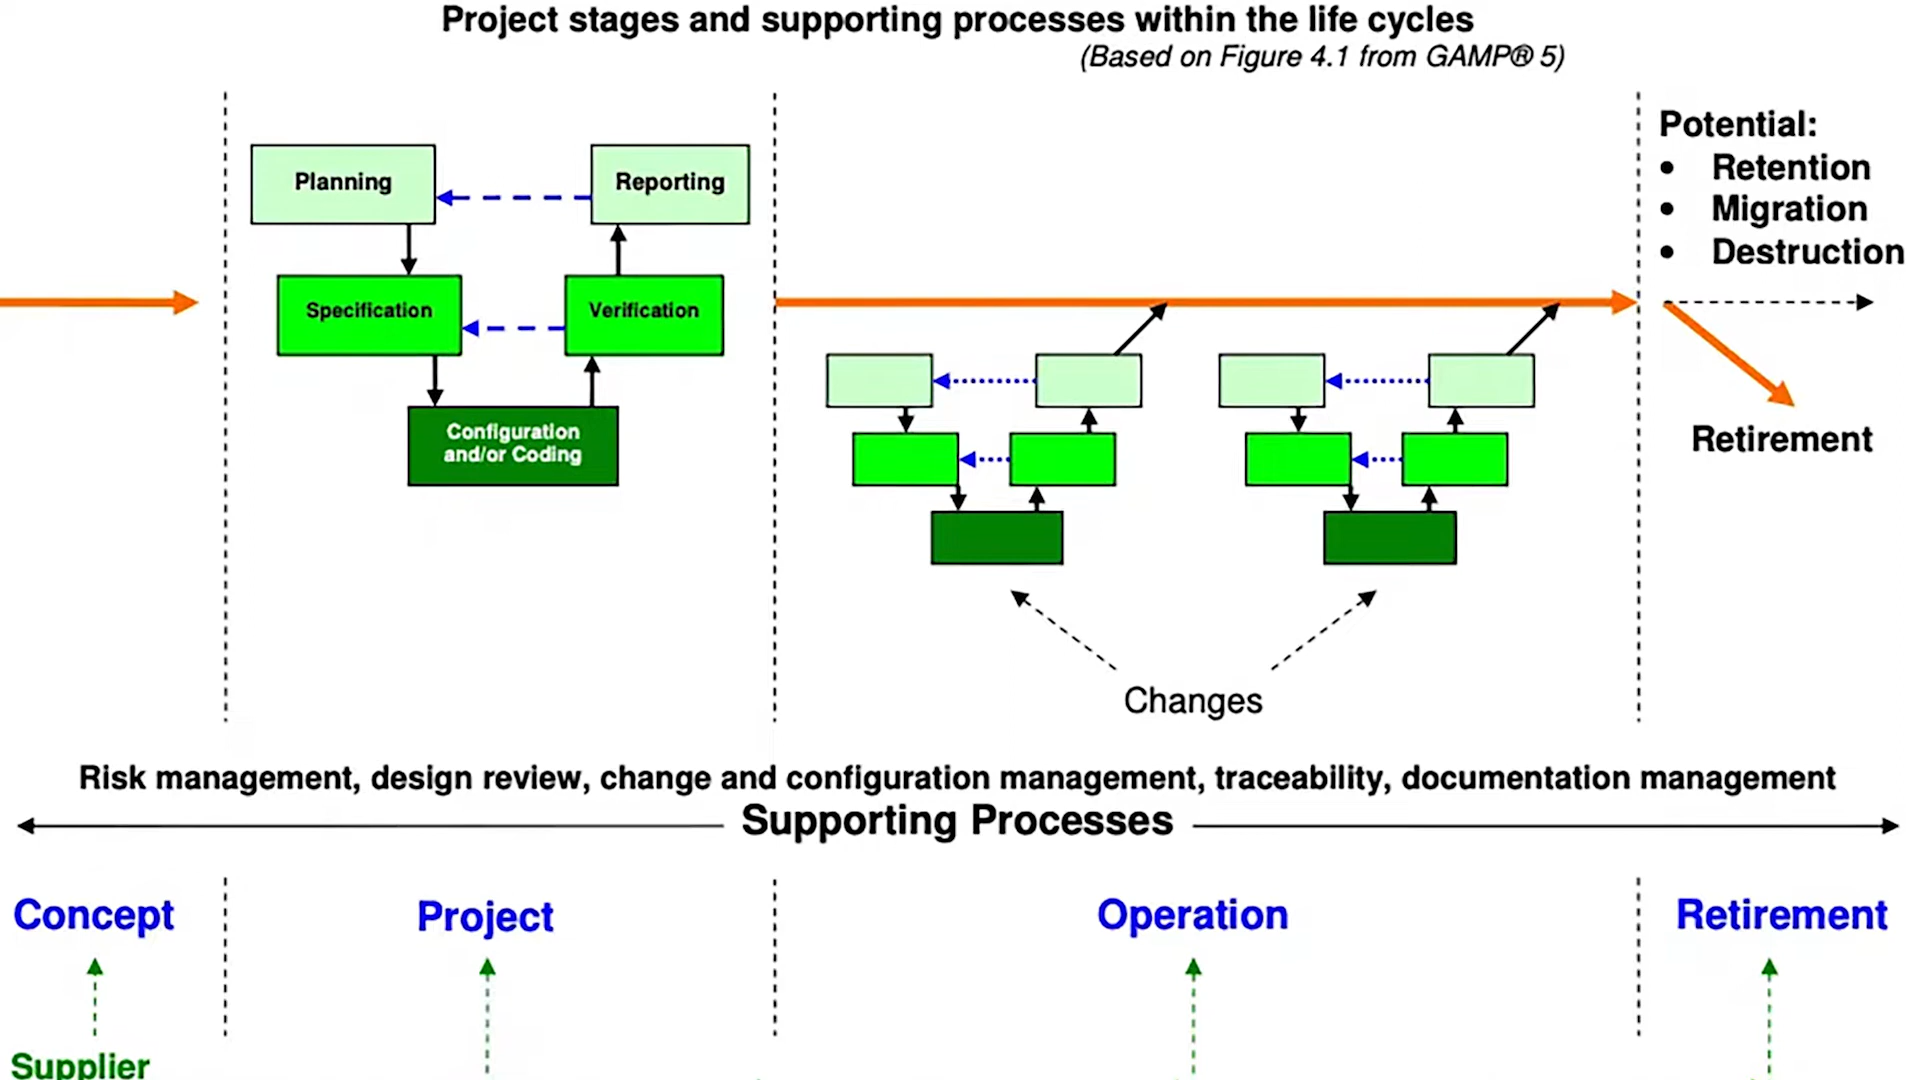 Project stages and supporting processes within the life cycles
(Based on Figure 4.1 from GAMP® 5)
Planning
Reporting
Specification
Verification
Configuration
and/or Coding
Potential:
• Retention
• Migration
• Destruction
Retirement
Changes
Risk management, design review, change and configuration management, traceability, documentation management
Supporting Processes
Concept
Project
Operation
Retirement
Supplier